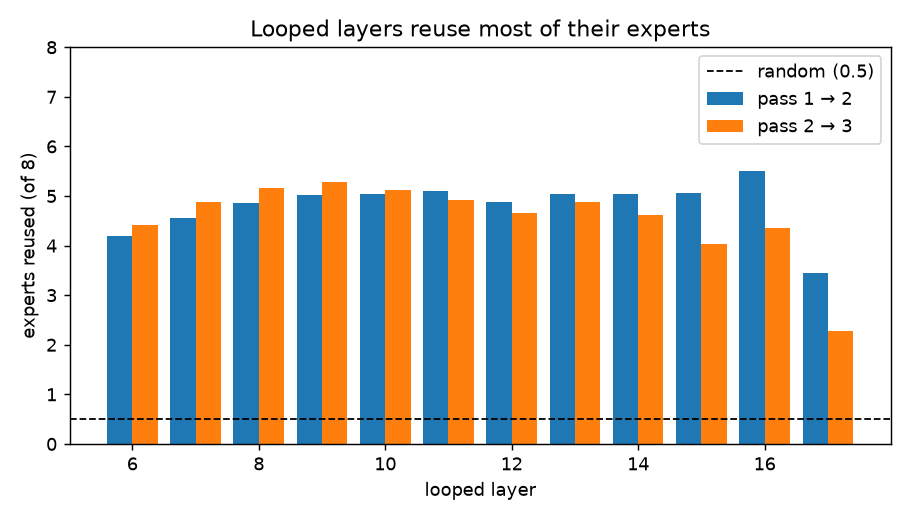 Looped layers reuse most of their experts
random (0.5)
pass 1 → 2
pass 2 → 3
experts reused (of 8)
8
7
6
5
4
3
2
1
0
6 8 10 12 14 16
looped layer